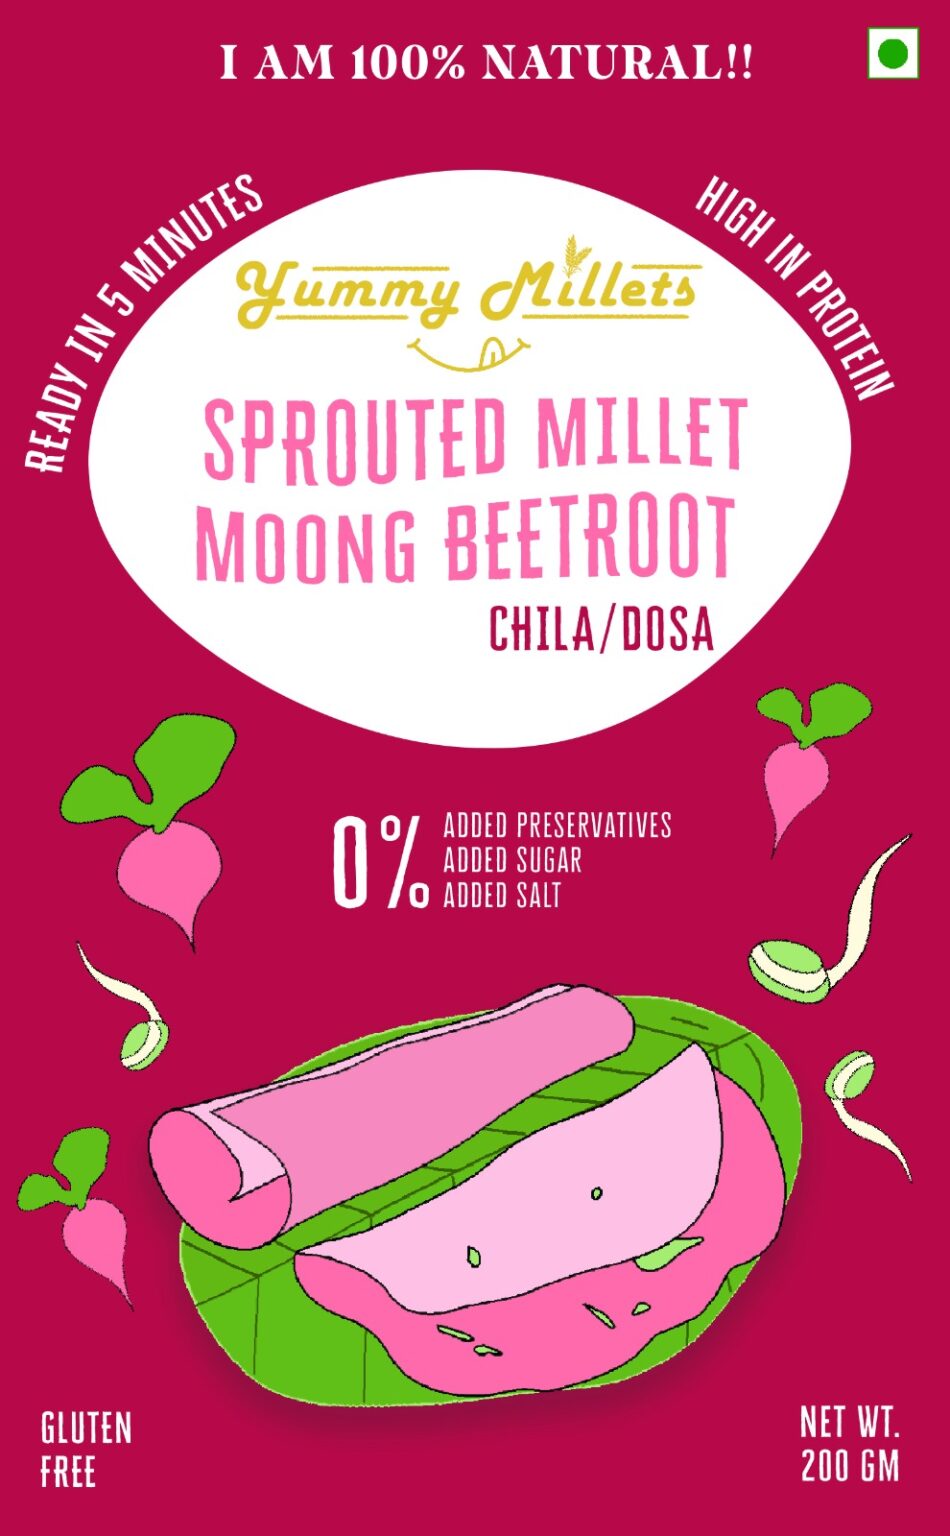 I AM 100% NATURAL!!
READY IN 5 MINUTES
HIGH IN PROTEIN
Yummy Millets
SPROUTED MILLET
MOONG BEETROOT
CHILA/DOSA
0%
ADDED PRESERVATIVES
ADDED SUGAR
ADDED SALT
GLUTEN
FREE
NET WT.
200 GM